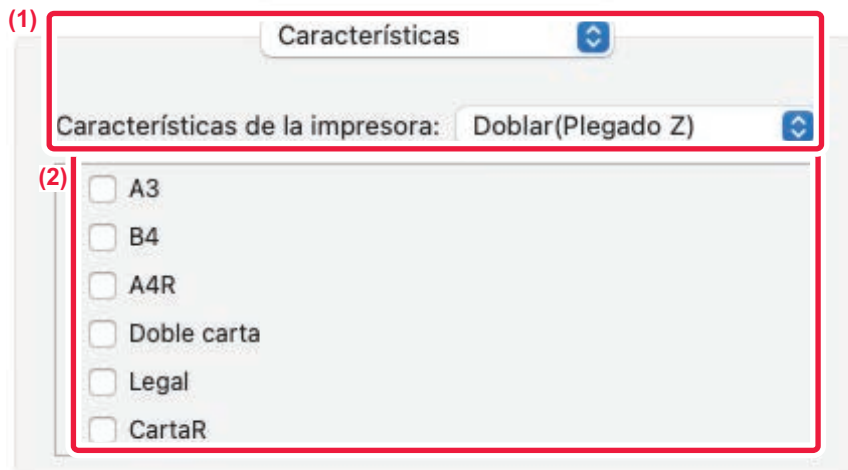 (1)
Características
Características de la impresora: Doblar(Plegado Z)
(2)
A3
B4
A4R
Doble carta
Legal
CartaR